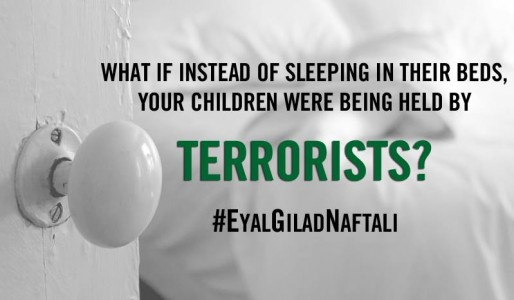 WHAT IF INSTEAD OF SLEEPING IN THEIR BEDS,
YOUR CHILDREN WERE BEING HELD BY
TERRORISTS?
#EYALGILADNAFTALI